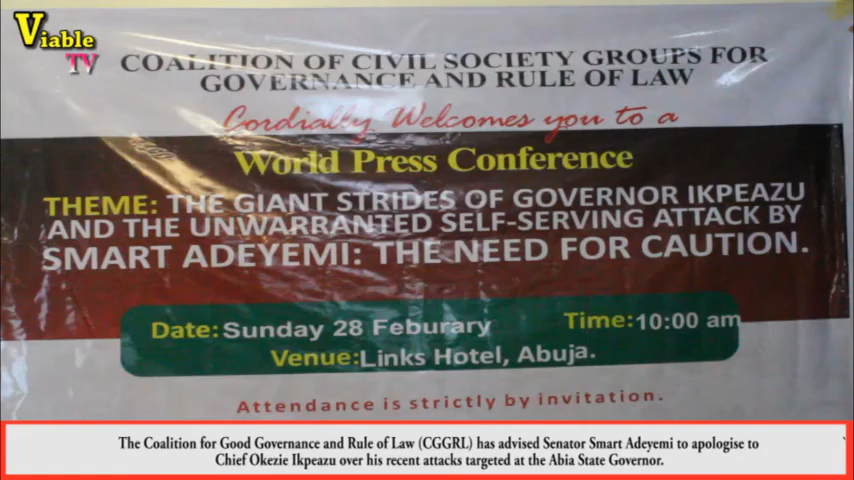 Viable
TV
COALITION OF CIVIL SOCIETY GROUPS FOR
GOVERNANCE AND RULE OF LAW
Cordially Welcomes you to a
World Press Conference
THEME: THE GIANT STRIDES OF GOVERNOR IKPEAZU
AND THE UNWARRANTED SELF-SERVING ATTACK BY
SMART ADEYEMI: THE NEED FOR CAUTION.
Date: Sunday 28 Feburary Time: 10:00 am
Venue: Links Hotel, Abuja.
Attendance is strictly by invitation.
The Coalition for Good Governance and Rule of Law (CGGRL) has advised Senator Smart Adeyemi to apologise to
Chief Okezie Ikpeazu over his recent attacks targeted at the Abia State Governor.